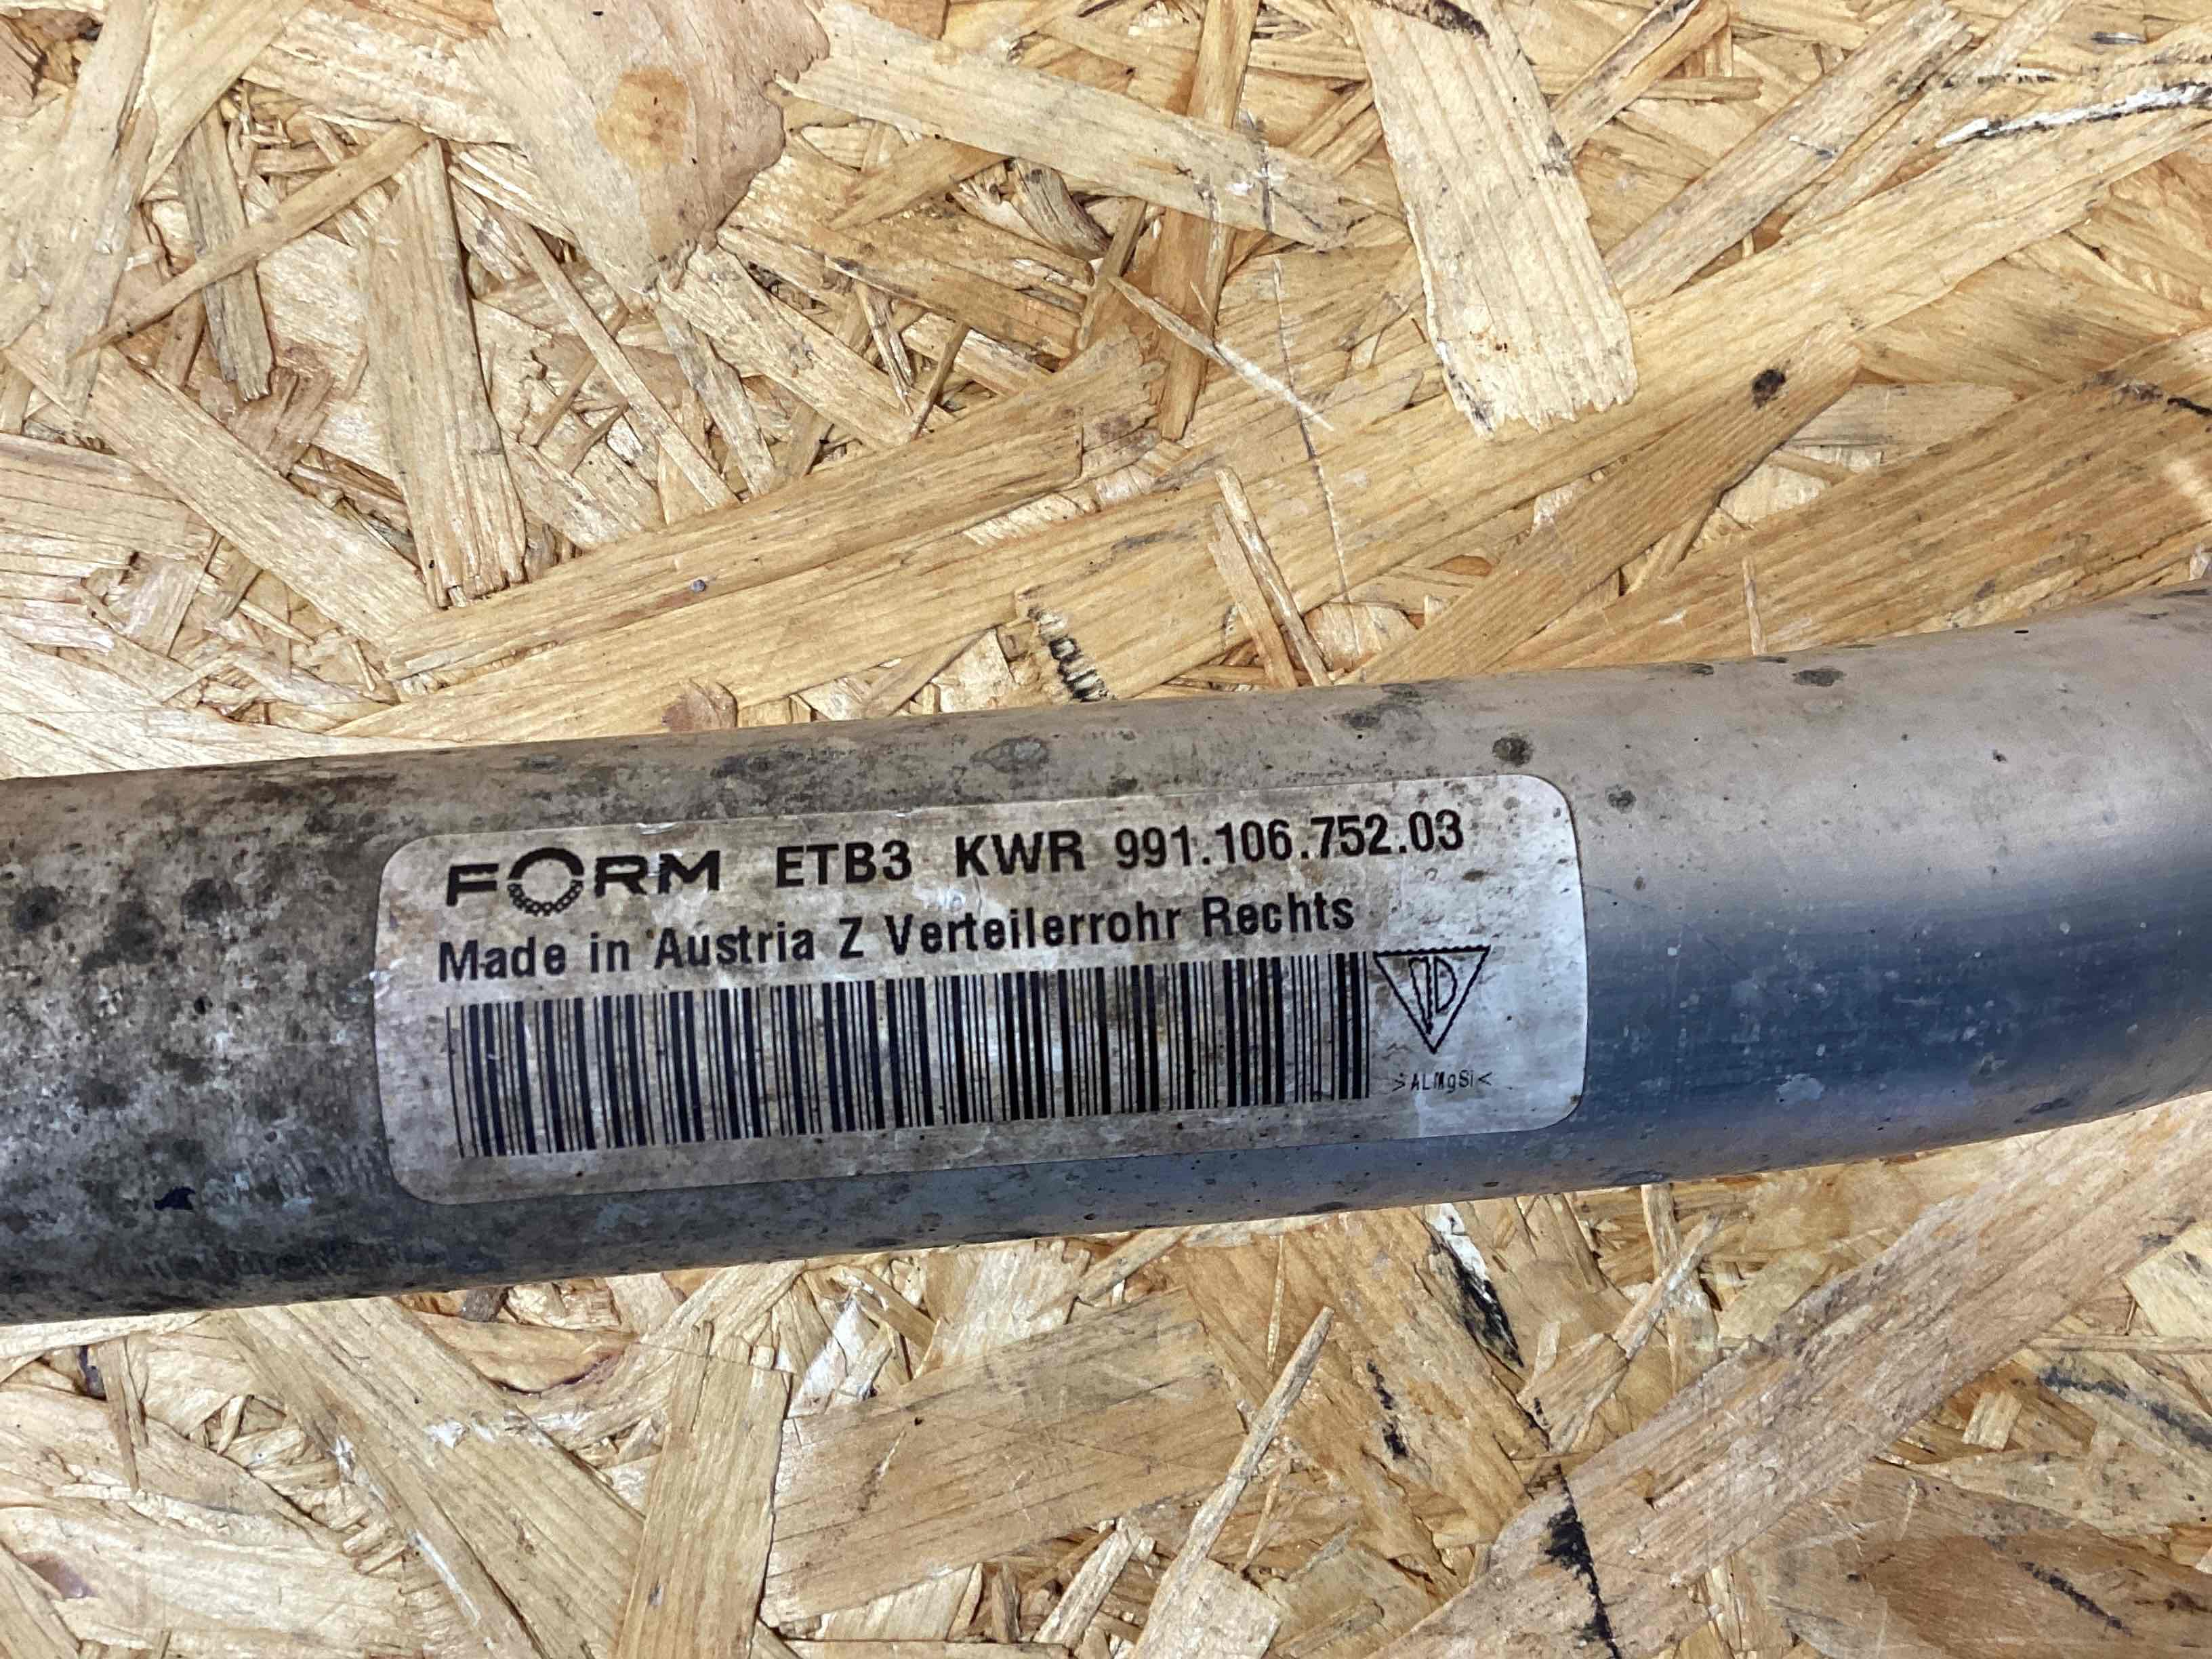 FORM ETB3 KWR 991.106.752.03
Made in Austria Z Verteilerrohr Rechts
>ALMgSi<